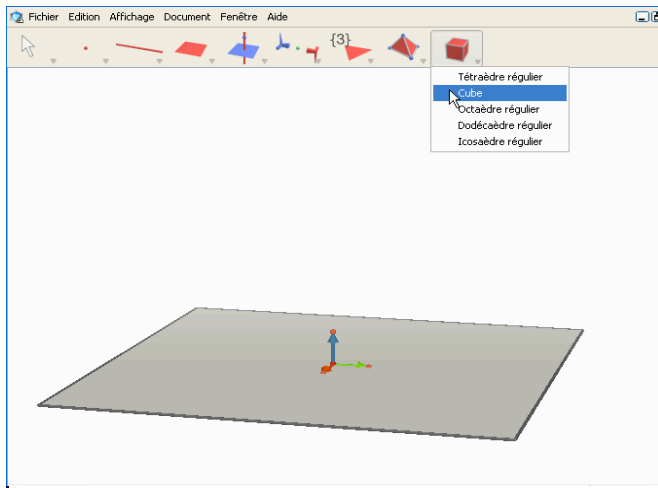 Fichier Edition Affichage Document Fenêtre Aide
{3}
Tétraèdre régulier
Cube
Octaèdre régulier
Dodécaèdre régulier
Icosaèdre régulier